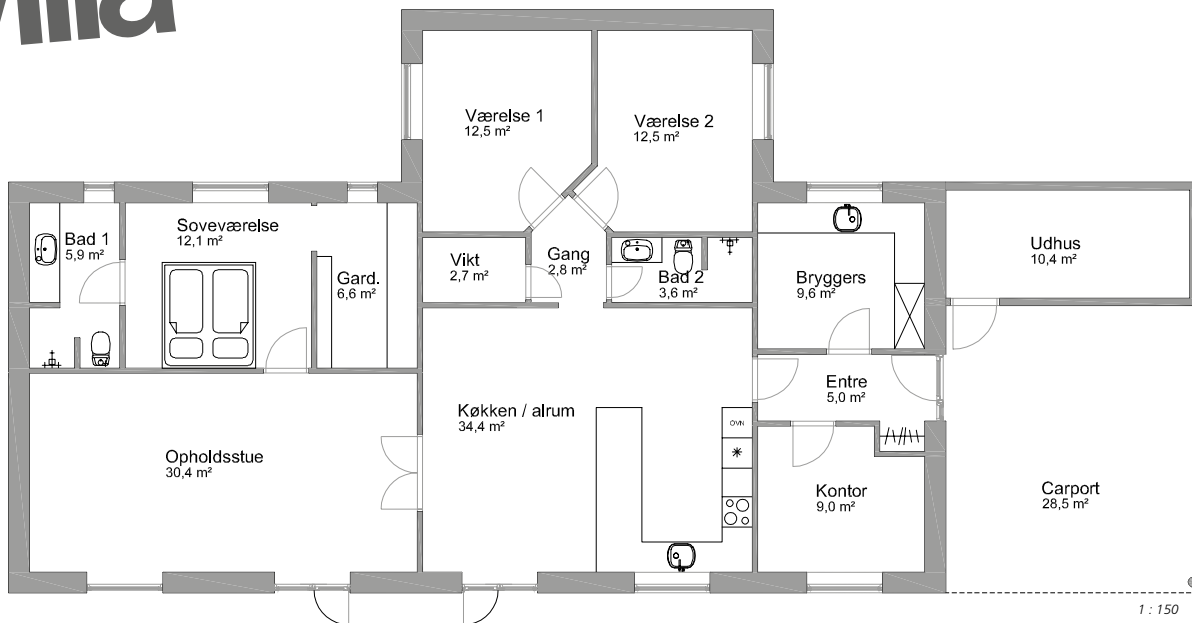 villa
Værelse 1
12,5 m²
Værelse 2
12,5 m²
Bad 1
5,9 m²
Soveværelse
12,1 m²
Gard.
6,6 m²
Vikt
2,7 m²
Gang
2,8 m²
Bad 2
3,6 m²
Bryggers
9,6 m²
Udhus
10,4 m²
Entre
5,0 m²
Køkken / alrum
34,4 m²
OVN
Opholdsstue
30,4 m²
Kontor
9,0 m²
Carport
28,5 m²
1 : 150